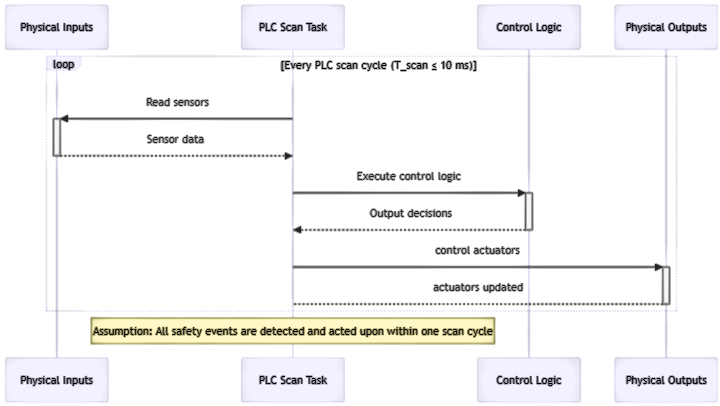 Physical Inputs
PLC Scan Task
Control Logic
Physical Outputs
loop
[Every PLC scan cycle (T_scan ≤ 10 ms)]
Read sensors
Sensor data
Execute control logic
Output decisions
control actuators
actuators updated
Assumption: All safety events are detected and acted upon within one scan cycle
Physical Inputs
PLC Scan Task
Control Logic
Physical Outputs